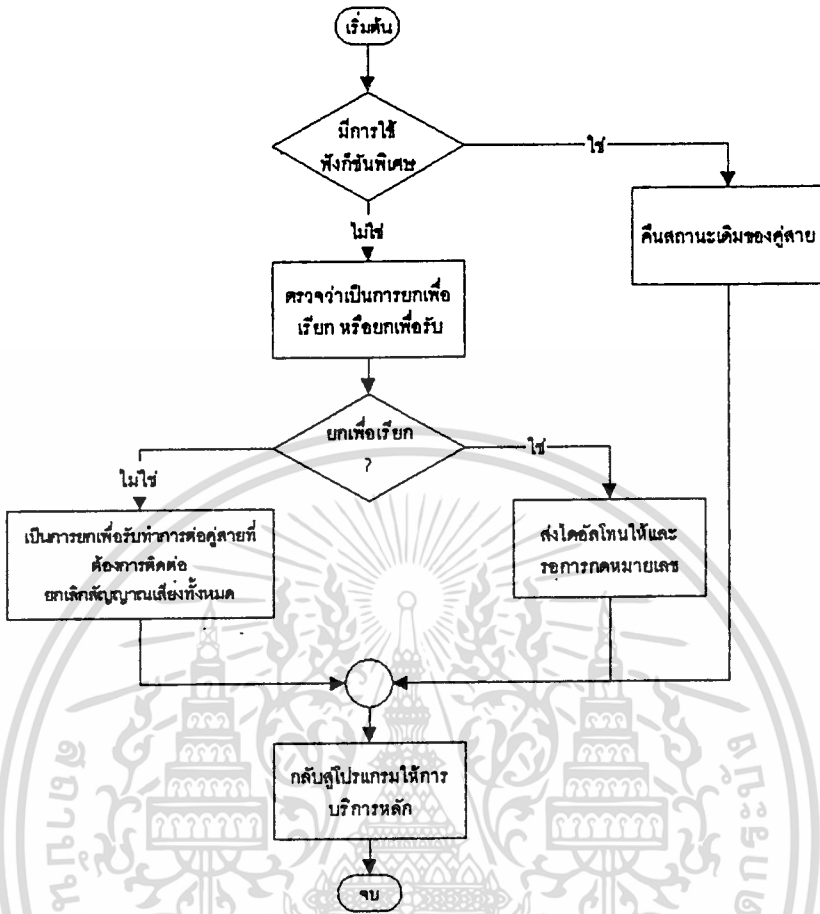 เริ่มต้น
มีการใช้
ฟังก์ชันพิเศษ
ใช่
ไม่ใช่
คืนสถานะเดิมของคู่สาย
ตรวจว่าเป็นการยกเพื่อ
เรียก หรือยกเพื่อรับ
ยกเพื่อเรียก
?
ไม่ใช่
ใช่
เป็นการยกเพื่อรับทำการต่อคู่สายที่
ต้องการติดต่อ
ยกเลิกสัญญาณเสียงทั้งหมด
ส่งไดอัลโทนให้และ
รอการกดหมายเลข
กลับสู่โปรแกรมให้การ
บริการหลัก
จบ